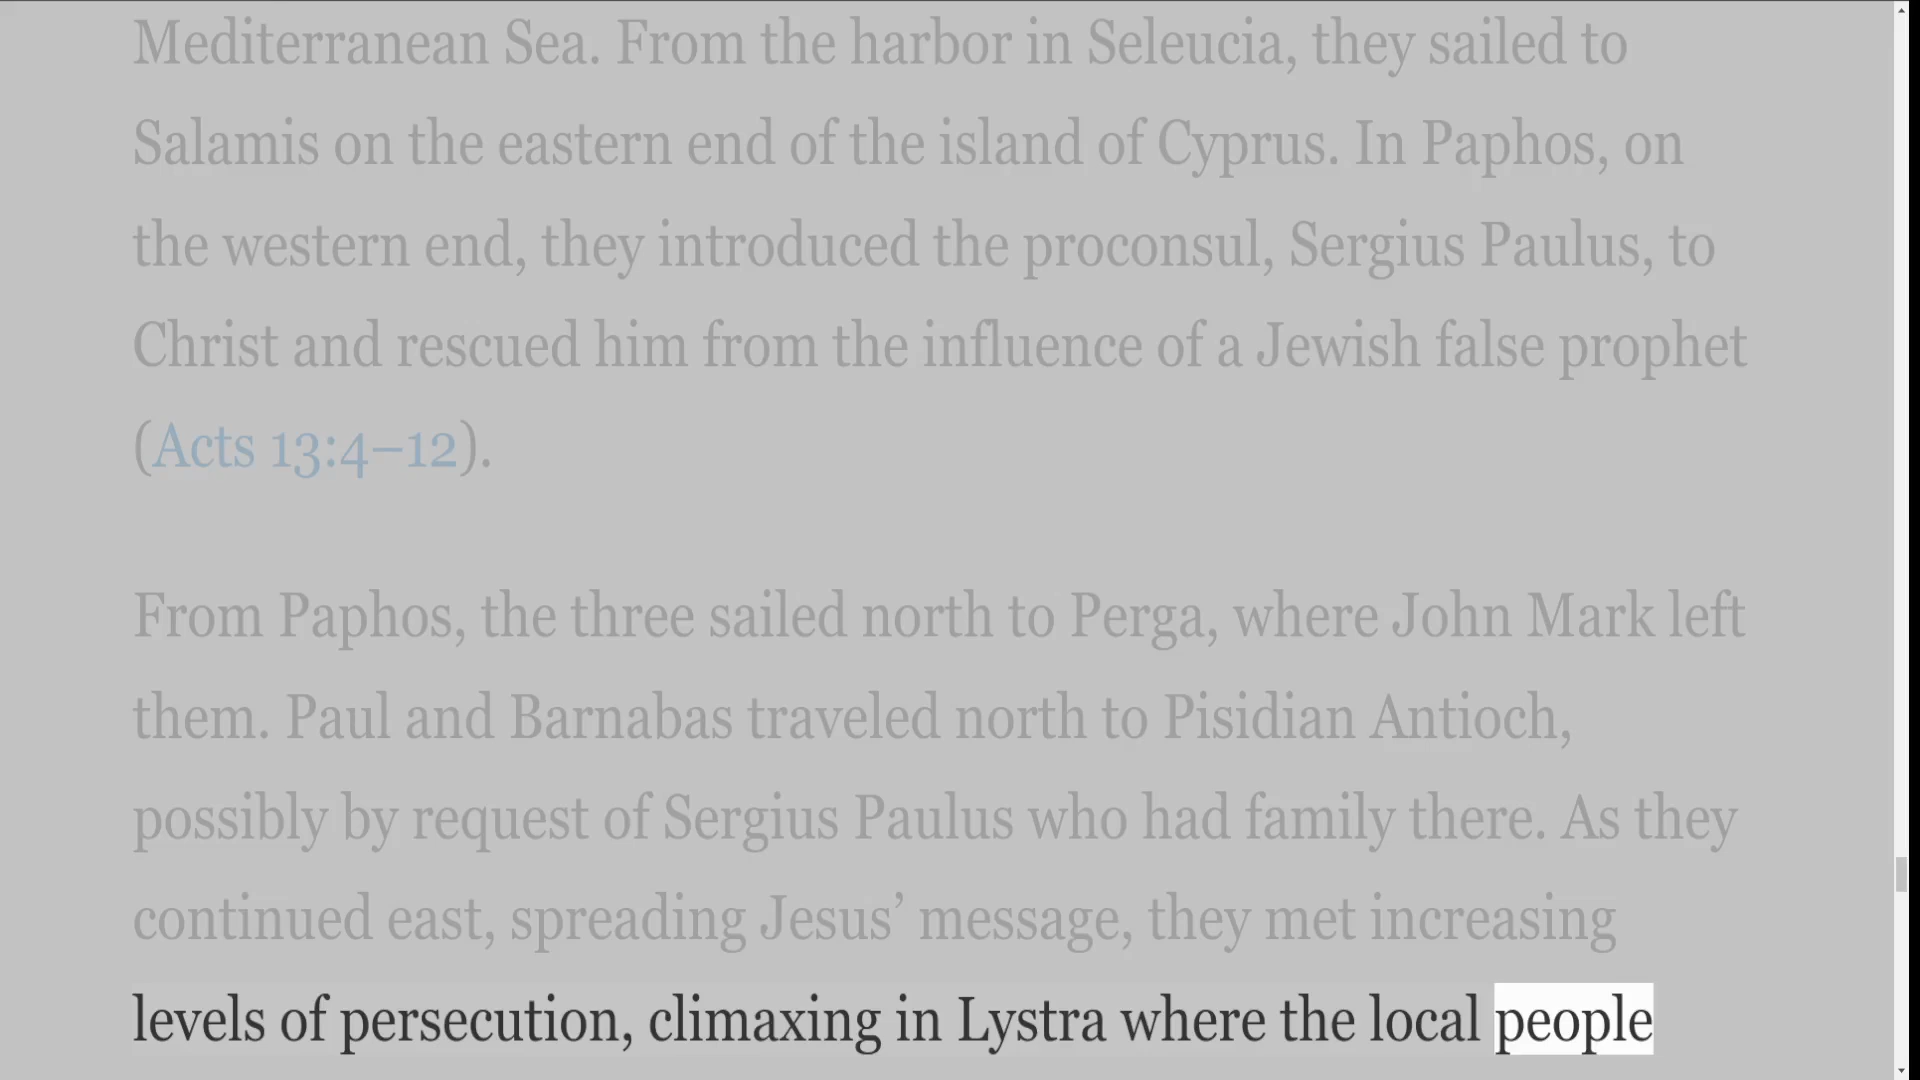 Mediterranean Sea. From the harbor in Seleucia, they sailed to
Salamis on the eastern end of the island of Cyprus. In Paphos, on
the western end, they introduced the proconsul, Sergius Paulus, to
Christ and rescued him from the influence of a Jewish false prophet
(Acts 13:4–12).
From Paphos, the three sailed north to Perga, where John Mark left
them. Paul and Barnabas traveled north to Pisidian Antioch,
possibly by request of Sergius Paulus who had family there. As they
continued east, spreading Jesus’ message, they met increasing
levels of persecution, climaxing in Lystra where the local people